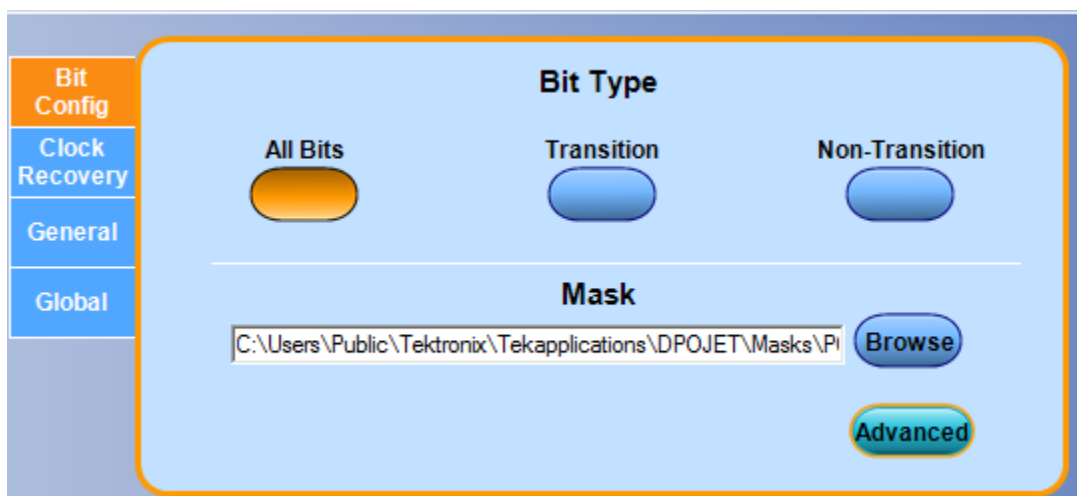 Bit
Config
Clock
Recovery
General
Global
Bit Type
All Bits
Transition
Non-Transition
Mask
C:\Users\Public\Tektronix\Tekapplications\DPOJET\Masks\P
Browse
Advanced